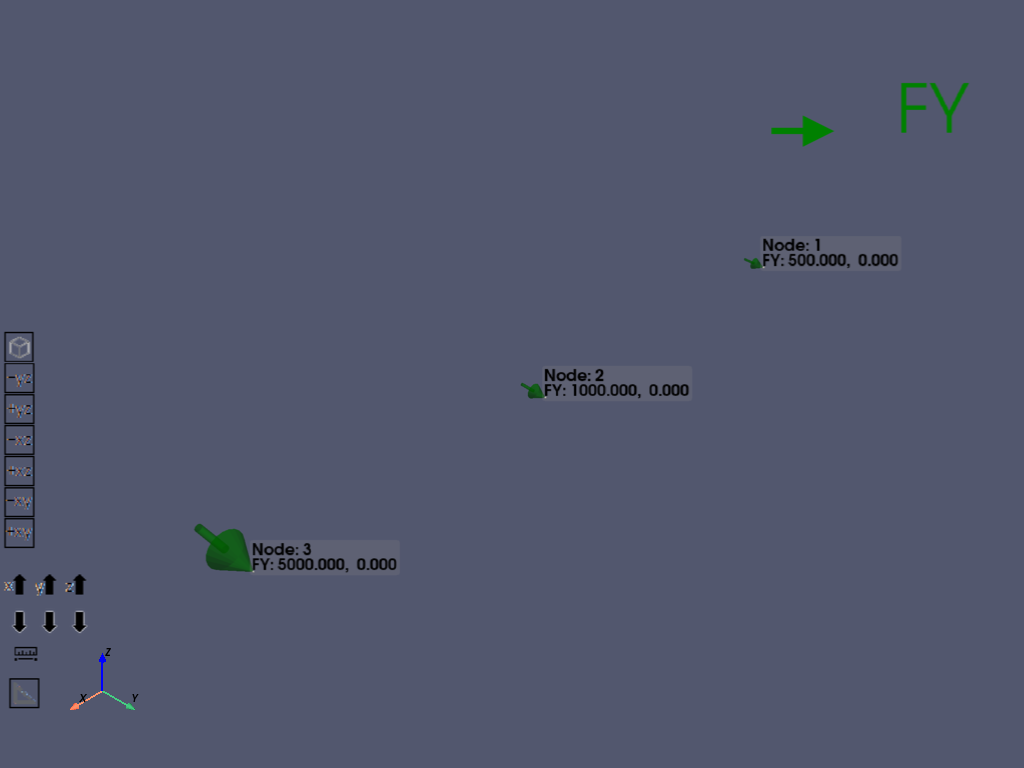 FY
Node: 1
FY: 500.000, 0.000
Node: 2
FY: 1000.000, 0.000
Node: 3
FY: 5000.000, 0.000
-yz
+yz
-xz
+xz
-xy
+xy
x y z
Z
X Y